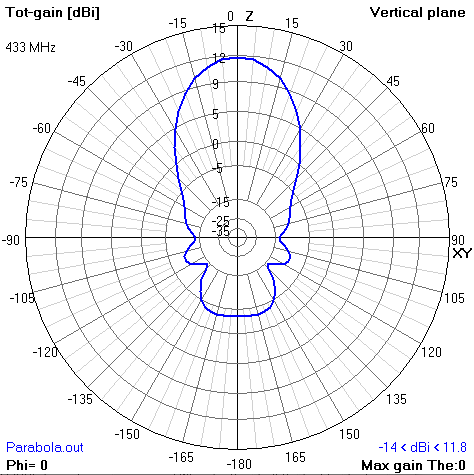 Tot-gain [dBi]
Vertical plane
433 MHz
0 Z
-15 15
-30 30
-45 45
-60 60
-75 75
-90 90
XY
-105 105
-120 120
-135 135
-150 150
-165 165
-180
15
12
9
5
0
-5
-15
-25
-35
Parabola.out
-14 < dBi < 11.8
Phi= 0
Max gain The:0